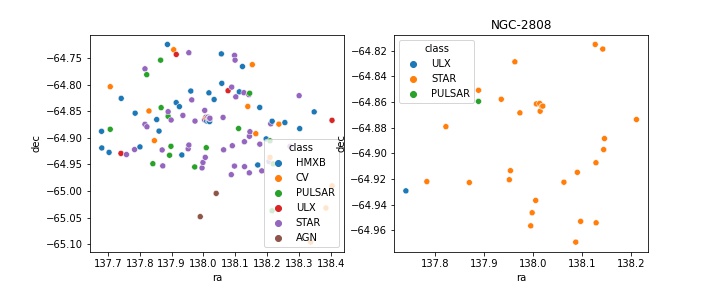 NGC-2808
−64.75
−64.80
−64.85
−64.90
−64.95
−65.00
−65.05
−65.10
dec
137.7 137.8 137.9 138.0 138.1 138.2 138.3 138.4
ra
class
HMXB
CV
PULSAR
ULX
STAR
AGN
−64.82
−64.84
−64.86
−64.88
−64.90
−64.92
−64.94
−64.96
dec
137.8 137.9 138.0 138.1 138.2
ra
class
ULX
STAR
PULSAR